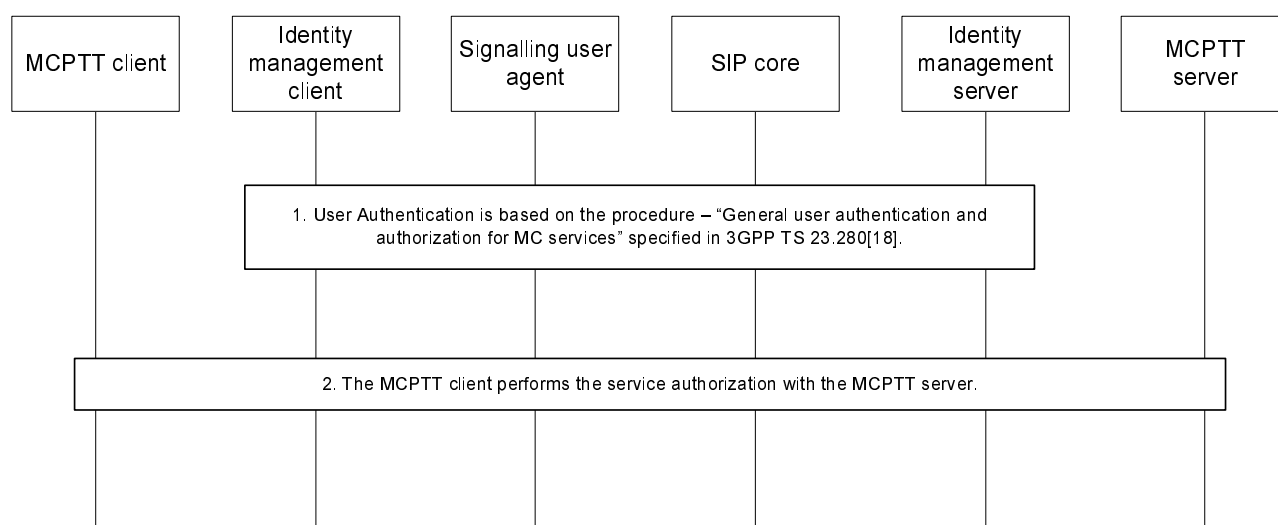 MCPTT client
Identity
management
client
Signalling user
agent
SIP core
Identity
management
server
MCPTT
server
1. User Authentication is based on the procedure – “General user authentication and
authorization for MC services” specified in 3GPP TS 23.280[18].
2. The MCPTT client performs the service authorization with the MCPTT server.